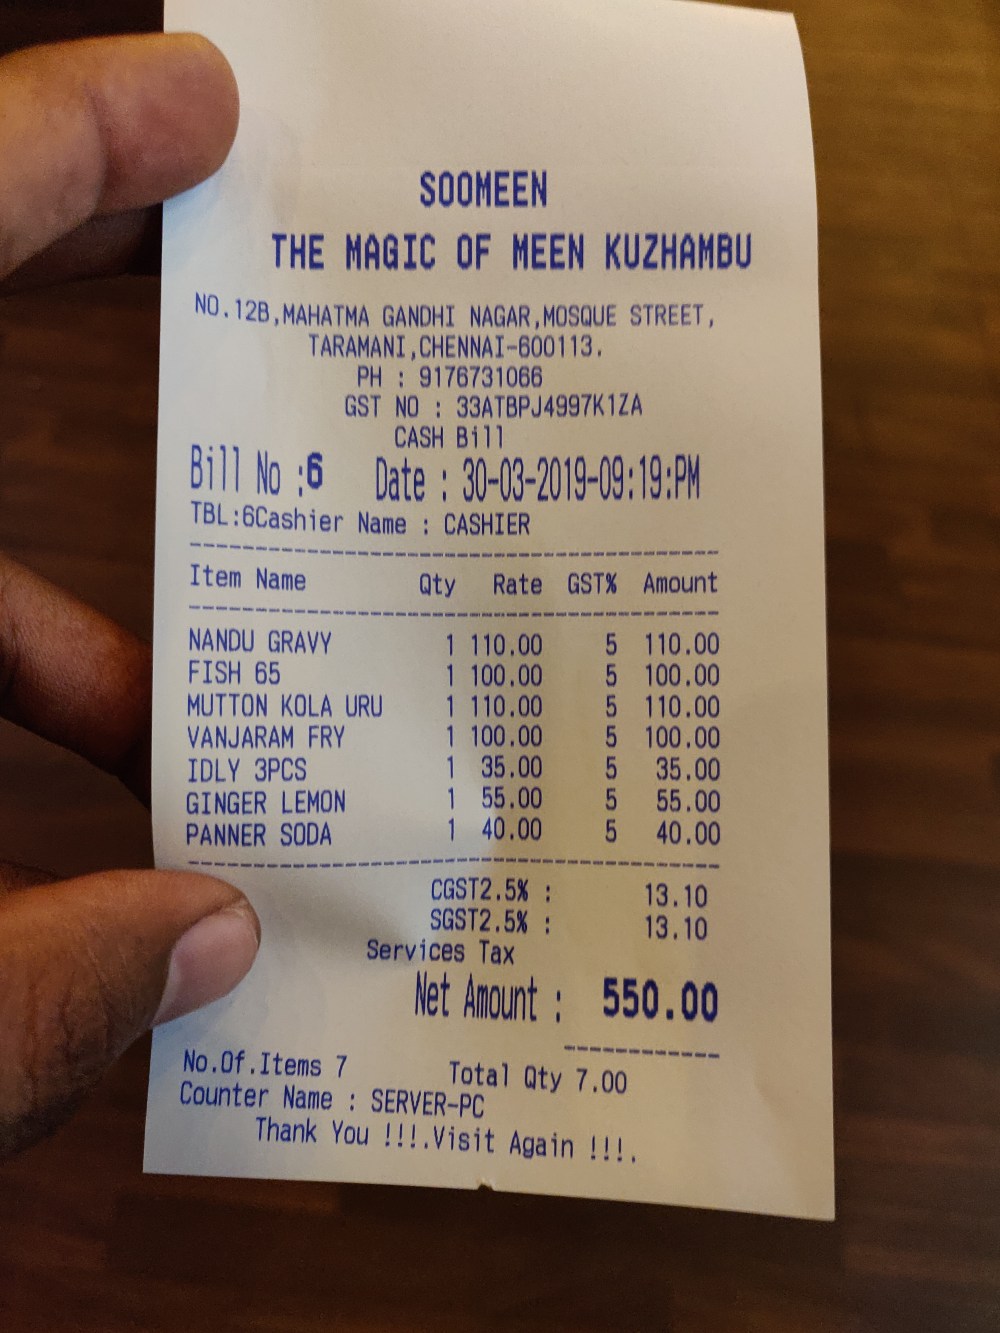 SOOMEEN
THE MAGIC OF MEEN KUZHAMBU
NO.12B,MAHATMA GANDHI NAGAR,MOSQUE STREET,
TARAMANI,CHENNAI-600113.
PH : 9176731066
GST NO : 33ATBPJ4997K1ZA
CASH Bill
Bill No :6 Date : 30-03-2019-09:19:PM
TBL:6Cashier Name : CASHIER
Item Name Qty Rate GST% Amount
NANDU GRAVY 1 110.00 5 110.00
FISH 65 1 100.00 5 100.00
MUTTON KOLA URU 1 110.00 5 110.00
VANJARAM FRY 1 100.00 5 100.00
IDLY 3PCS 1 35.00 5 35.00
GINGER LEMON 1 55.00 5 55.00
PANNER SODA 1 40.00 5 40.00
CGST2.5% : 13.10
SGST2.5% : 13.10
Services Tax
Net Amount : 550.00
No.Of.Items 7 Total Qty 7.00
Counter Name : SERVER-PC
Thank You !!!.Visit Again !!!.